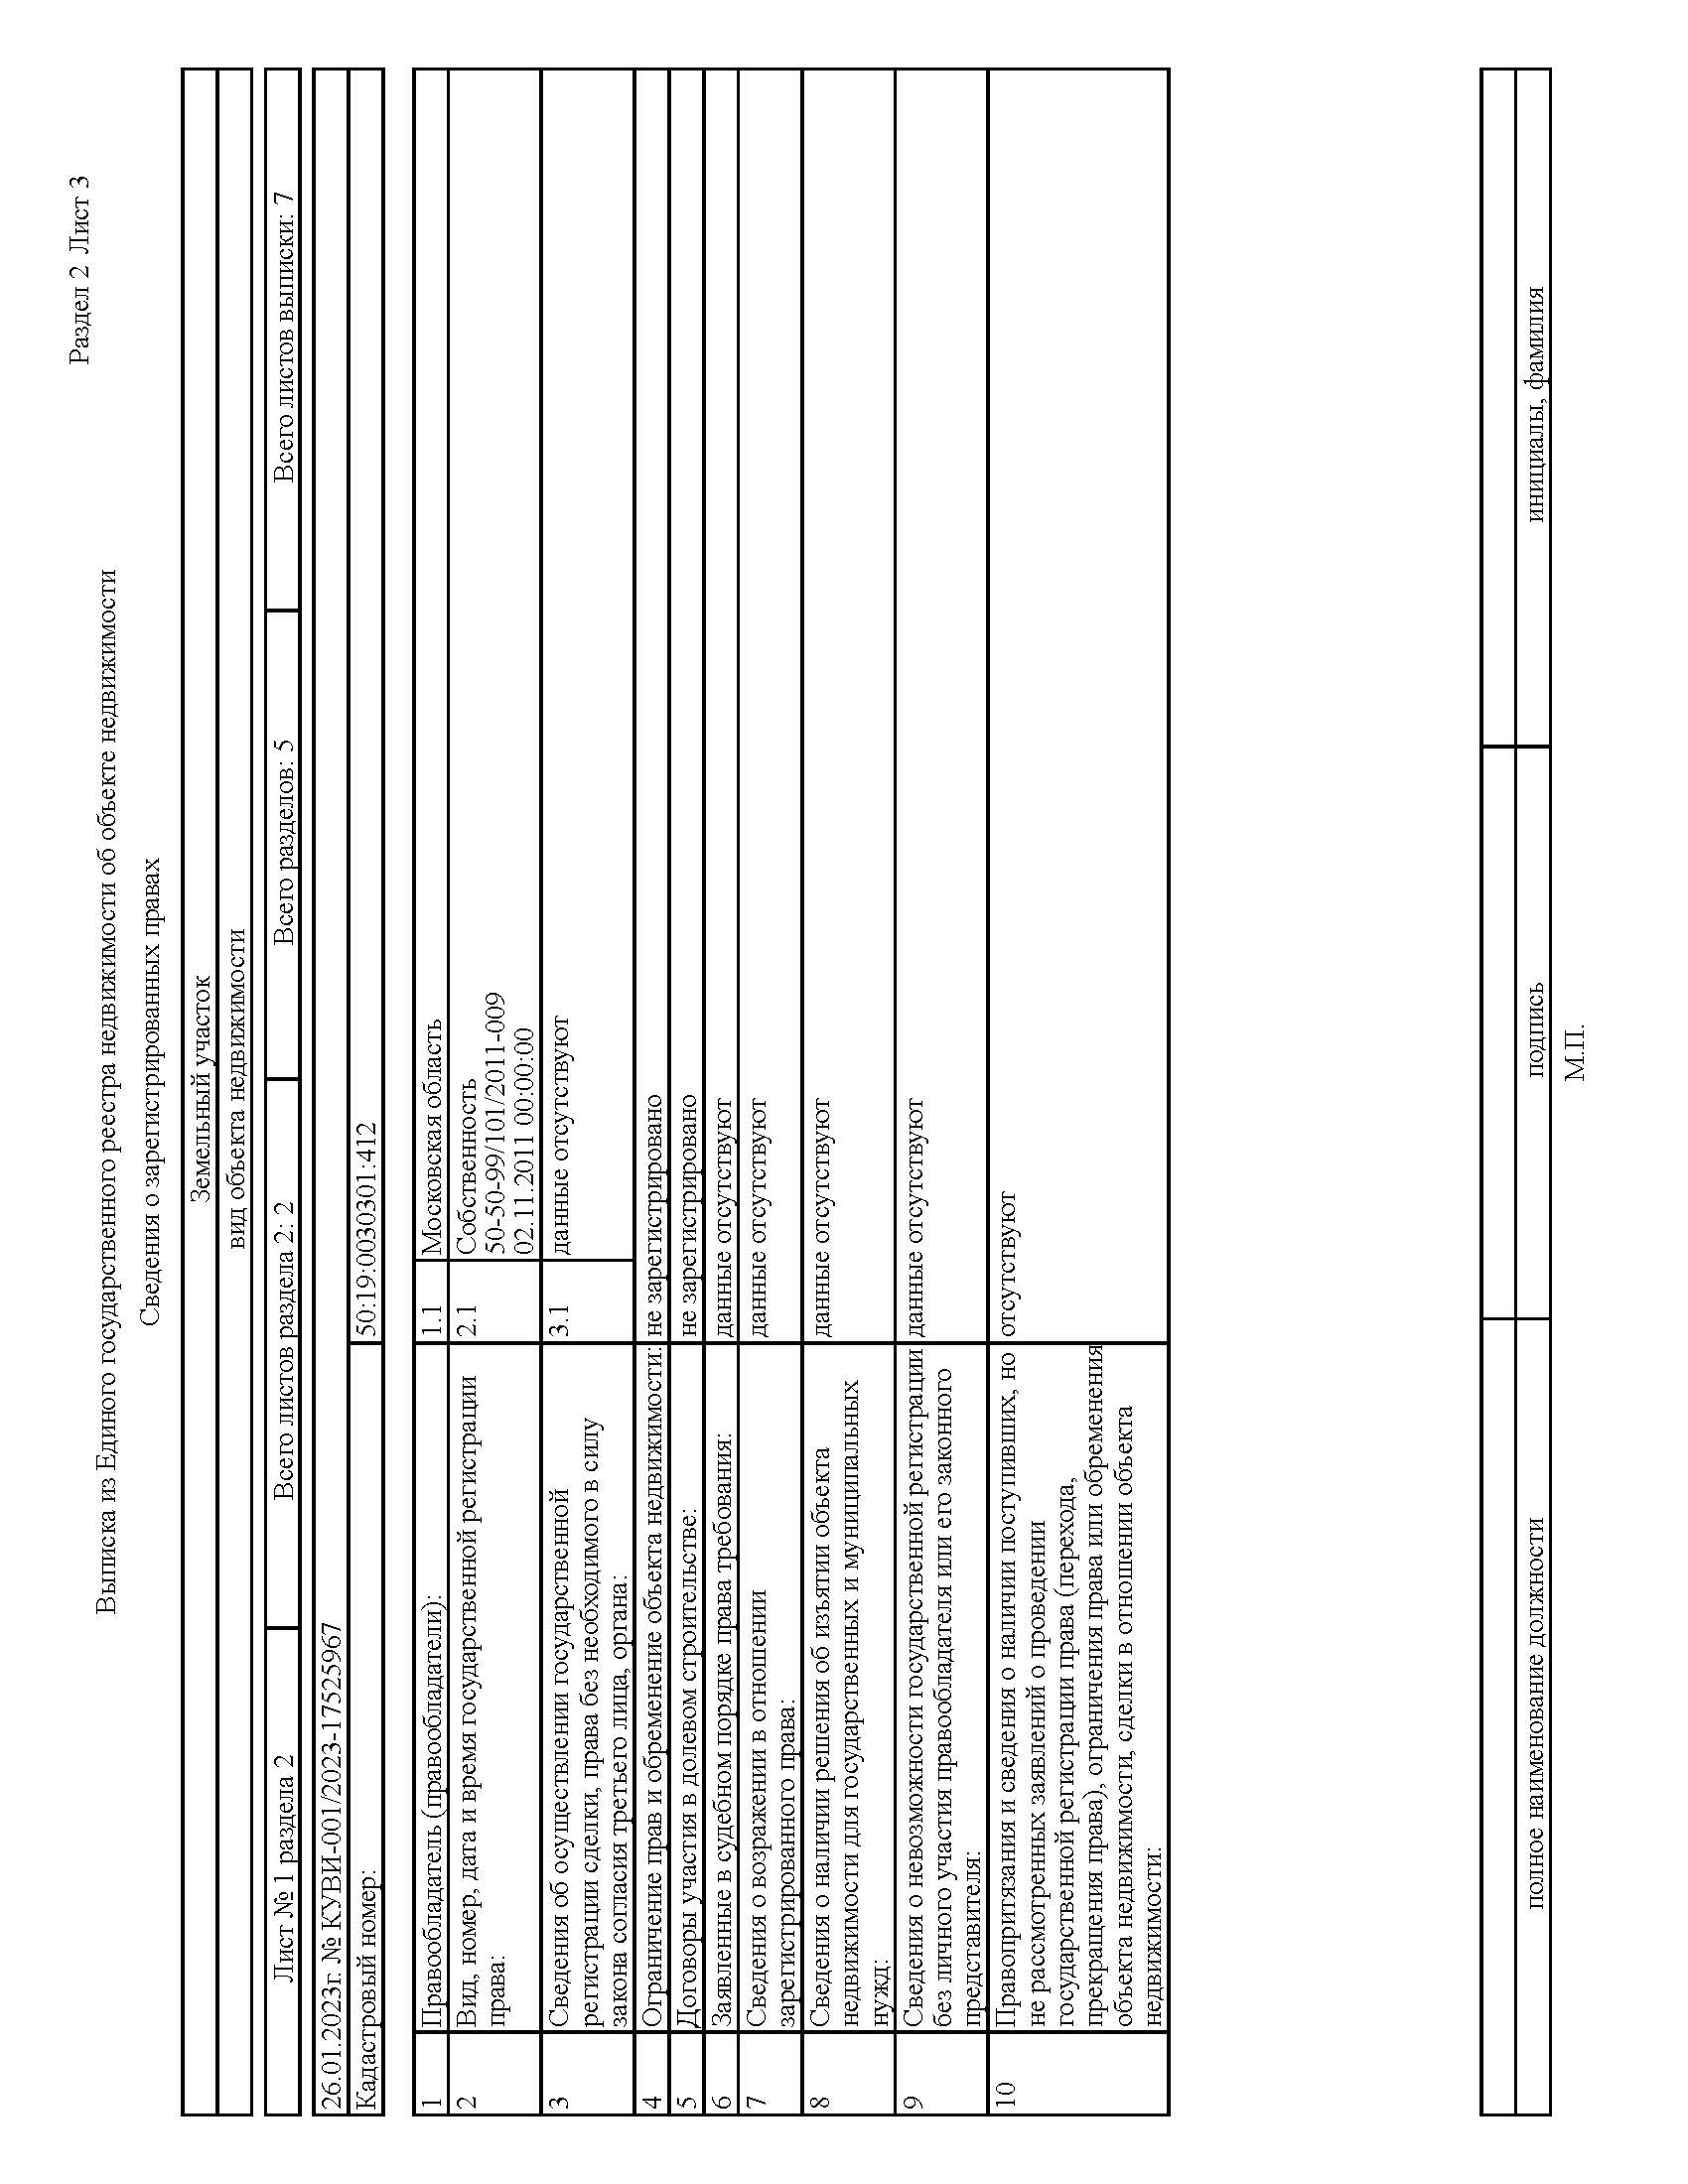 Раздел 2 Лист 3
Выписка из Единого государственного реестра недвижимости об объекте недвижимости
Сведения о зарегистрированных правах
Земельный участок
вид объекта недвижимости
Лист № 1 раздела 2 Всего листов раздела 2: 2 Всего разделов: 5 Всего листов выписки: 7
26.01.2023г. № КУВИ-001/2023-17525967
Кадастровый номер: 50:19:0030301:412
1 Правообладатель (правообладатели): 1.1 Московская область
2 Вид, номер, дата и время государственной регистрации 2.1 Собственность
права: 50-50-99/101/2011-009
02.11.2011 00:00:00
3 Сведения об осуществлении государственной 3.1 данные отсутствуют
регистрации сделки, права без необходимого в силу
закона согласия третьего лица, органа:
4 Ограничение прав и обременение объекта недвижимости: не зарегистрировано
5 Договоры участия в долевом строительстве: не зарегистрировано
6 Заявленные в судебном порядке права требования: данные отсутствуют
7 Сведения о возражении в отношении данные отсутствуют
зарегистрированного права:
8 Сведения о наличии решения об изъятии объекта данные отсутствуют
недвижимости для государственных и муниципальных
нужд:
9 Сведения о невозможности государственной регистрации данные отсутствуют
без личного участия правообладателя или его законного
представителя:
10 Правопритязания и сведения о наличии поступивших, но отсутствуют
не рассмотренных заявлений о проведении
государственной регистрации права (перехода,
прекращения права), ограничения права или обременения
объекта недвижимости, сделки в отношении объекта
недвижимости:
полное наименование должности подпись инициалы, фамилия
М.П.